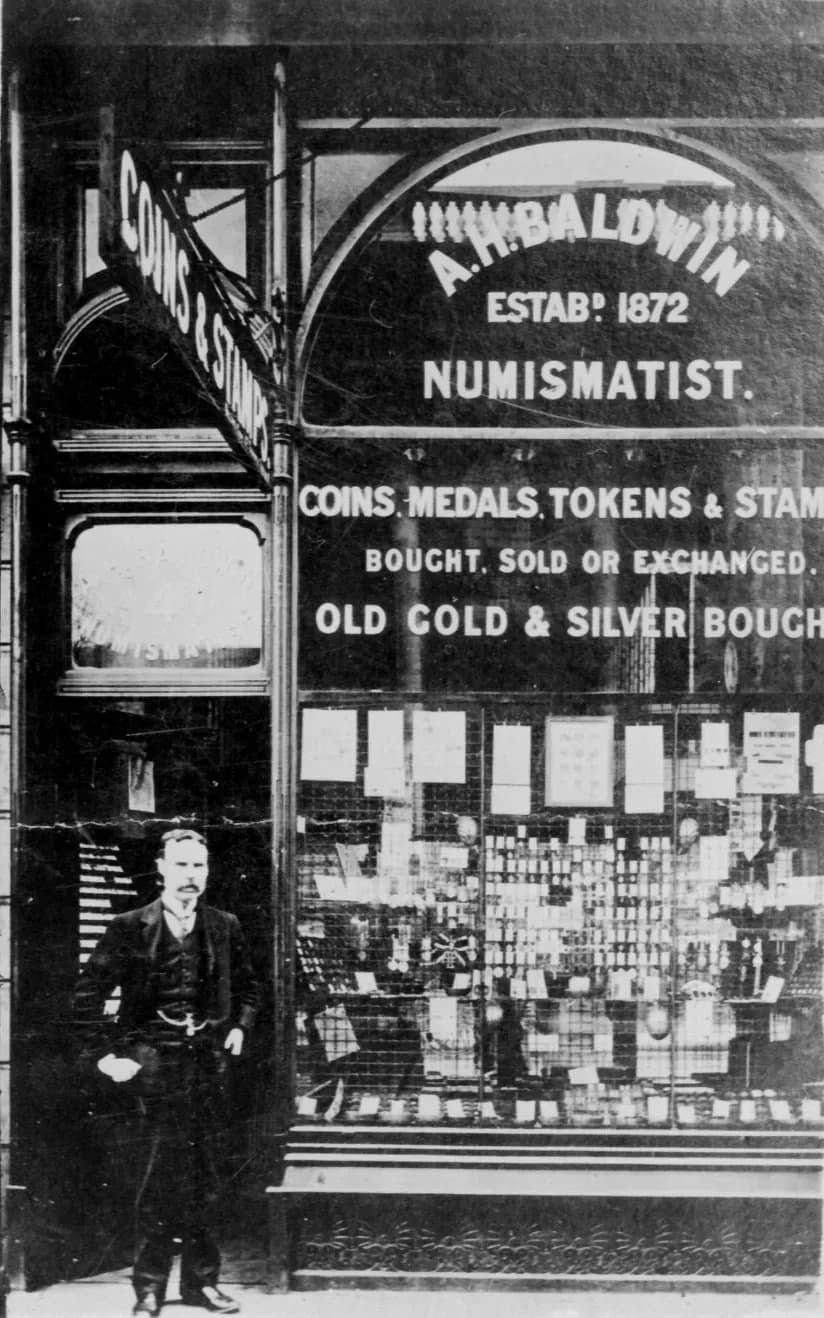 COINS & STAMPS.
A.H.BALDWIN
ESTABD. 1872
NUMISMATIST.
COINS, MEDALS, TOKENS & STAM
BOUGHT, SOLD OR EXCHANGED.
OLD GOLD & SILVER BOUGH